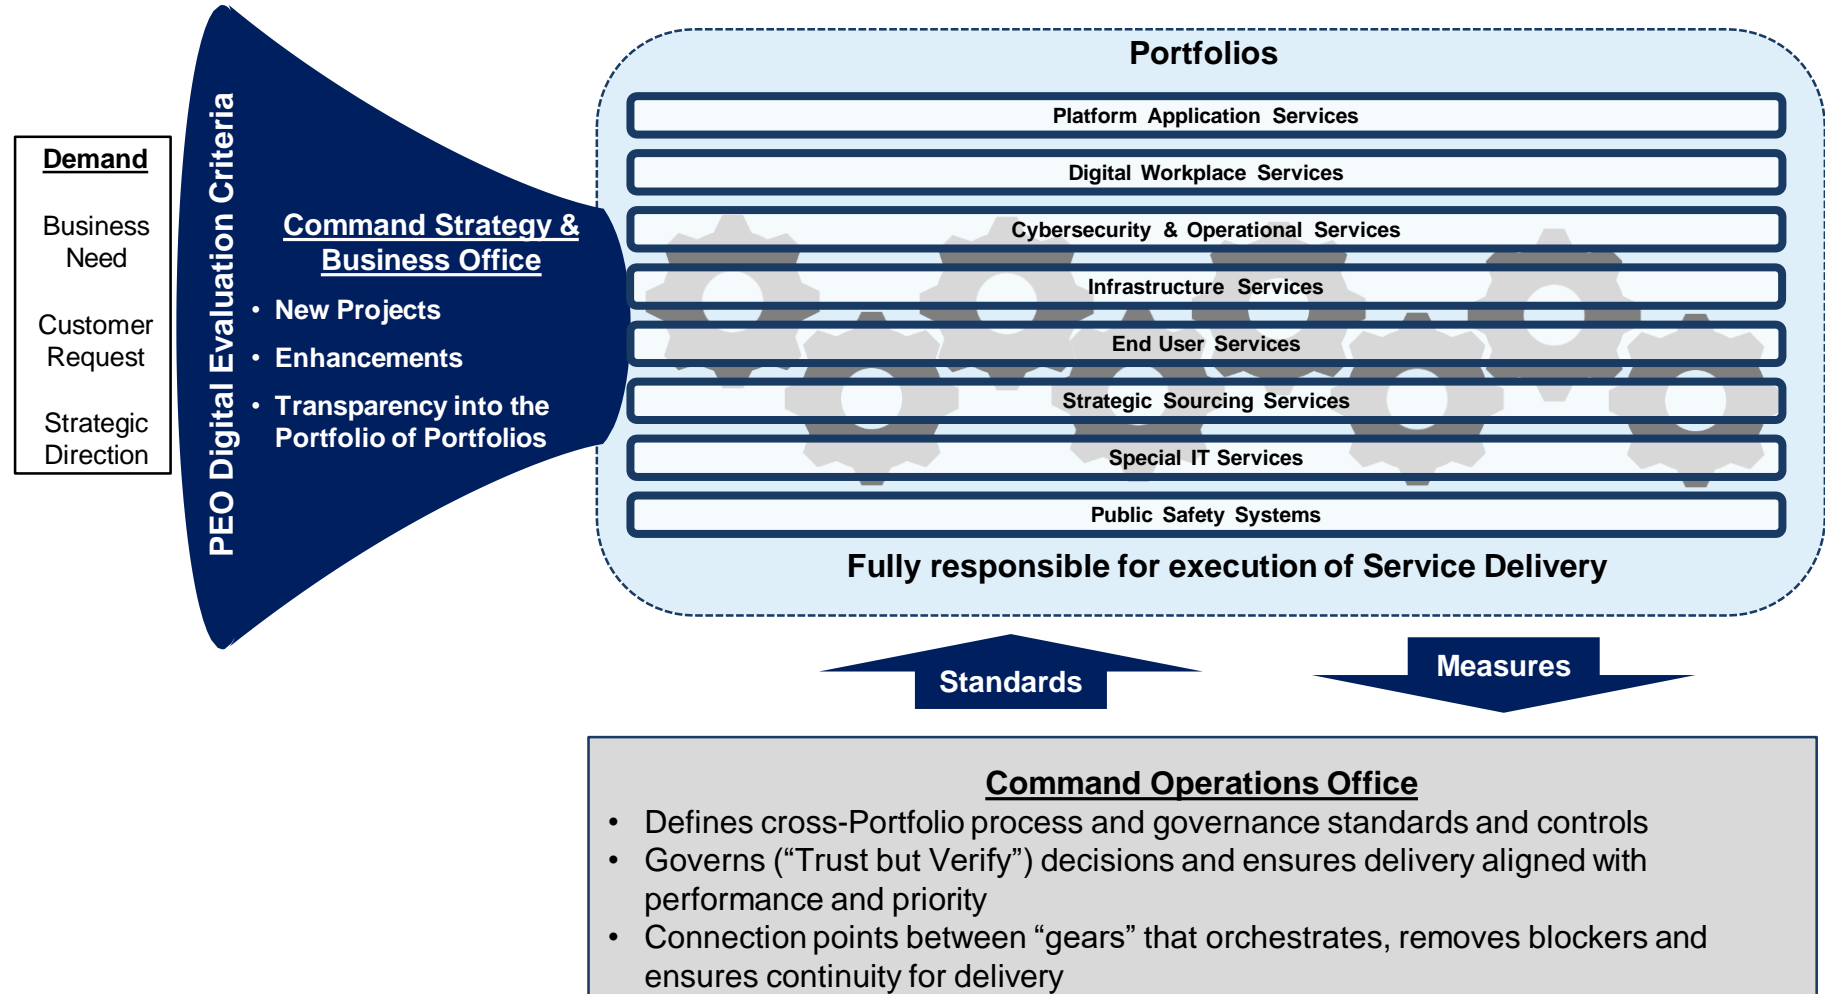 Demand
Business
Need
Customer
Request
Strategic
Direction
PEO Digital Evaluation Criteria
Command Strategy &
Business Office
• New Projects
• Enhancements
• Transparency into the
Portfolio of Portfolios
Portfolios
Platform Application Services
Digital Workplace Services
Cybersecurity & Operational Services
Infrastructure Services
End User Services
Strategic Sourcing Services
Special IT Services
Public Safety Systems
Fully responsible for execution of Service Delivery
Standards
Measures
Command Operations Office
• Defines cross-Portfolio process and governance standards and controls
• Governs (“Trust but Verify”) decisions and ensures delivery aligned with
performance and priority
• Connection points between “gears” that orchestrates, removes blockers and
ensures continuity for delivery